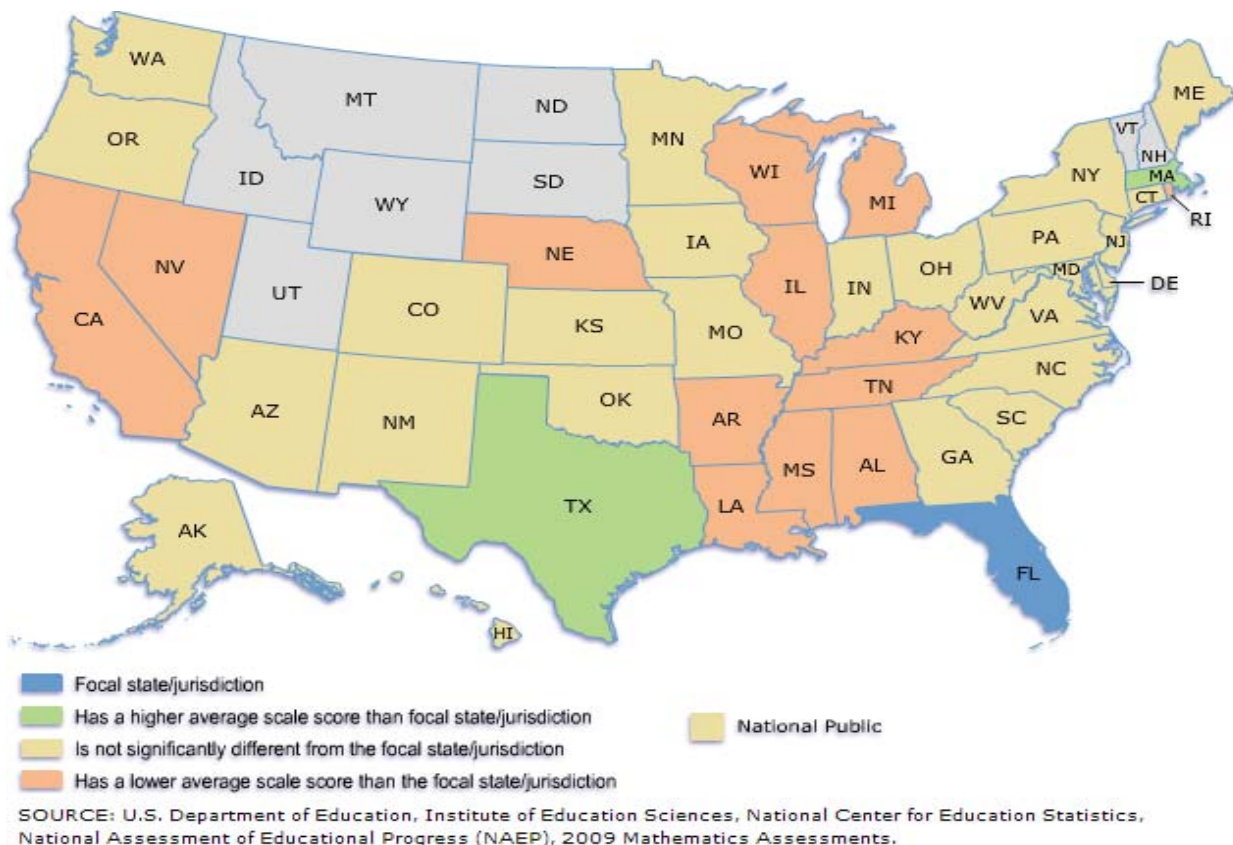 WA
MT
ND
MN
ME
OR
ID
SD
WI
VT
NH
NY
MA
WY
MI
CT
RI
IA
PA
NE
NJ
NV
OH
MD
DE
UT
IL
IN
CA
CO
WV
VA
KS
MO
KY
NC
TN
AZ
OK
NM
AR
SC
MS
AL
GA
TX
LA
AK
FL
HI
Focal state/jurisdiction
Has a higher average scale score than focal state/jurisdiction
Is not significantly different from the focal state/jurisdiction
Has a lower average scale score than the focal state/jurisdiction
National Public
SOURCE: U.S. Department of Education, Institute of Education Sciences, National Center for Education Statistics,
National Assessment of Educational Progress (NAEP), 2009 Mathematics Assessments.